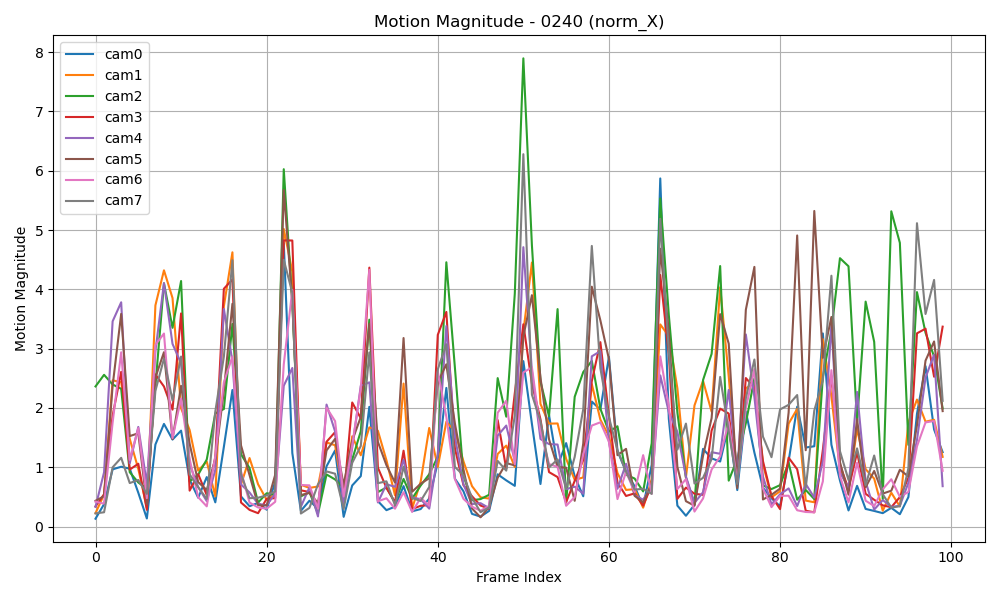 Motion Magnitude - 0240 (norm_X)
cam0
cam1
cam2
cam3
cam4
cam5
cam6
cam7
Motion Magnitude
8
7
6
5
4
3
2
1
0
0 20 40 60 80 100
Frame Index